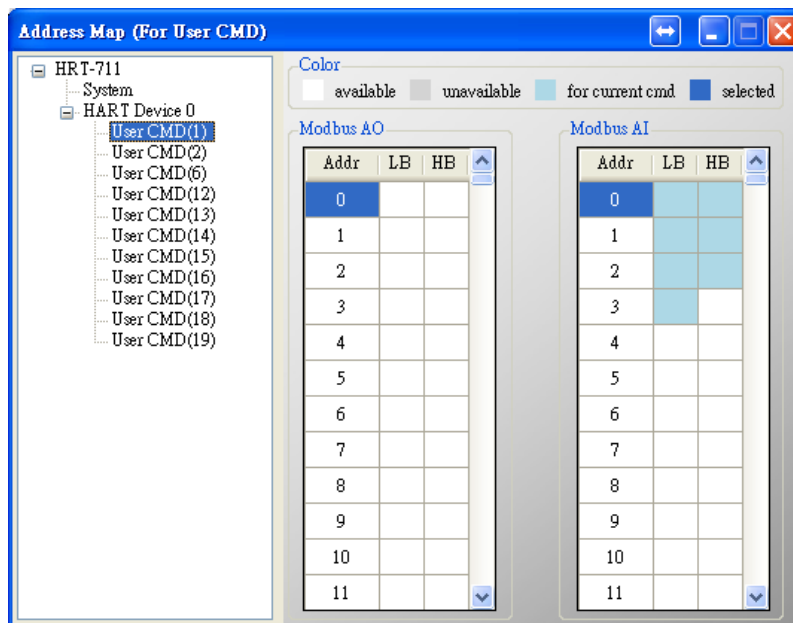 Address Map (For User CMD)
HRT-711
System
HART Device 0
User CMD(1)
User CMD(2)
User CMD(6)
User CMD(12)
User CMD(13)
User CMD(14)
User CMD(15)
User CMD(16)
User CMD(17)
User CMD(18)
User CMD(19)
Color
available unavailable for current cmd selected
Modbus AO
Addr LB HB
0
1
2
3
4
5
6
7
8
9
10
11
Modbus AI
Addr LB HB
0
1
2
3
4
5
6
7
8
9
10
11